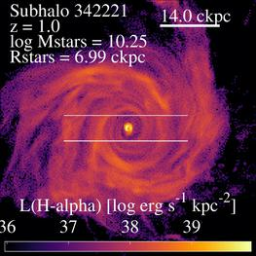 Subhalo 342221
14.0 ckpc
z = 1.0
log Mstars = 10.25
Rstars = 6.99 ckpc
L(H-alpha) [log erg s⁻¹ kpc⁻²]
36 37 38 39